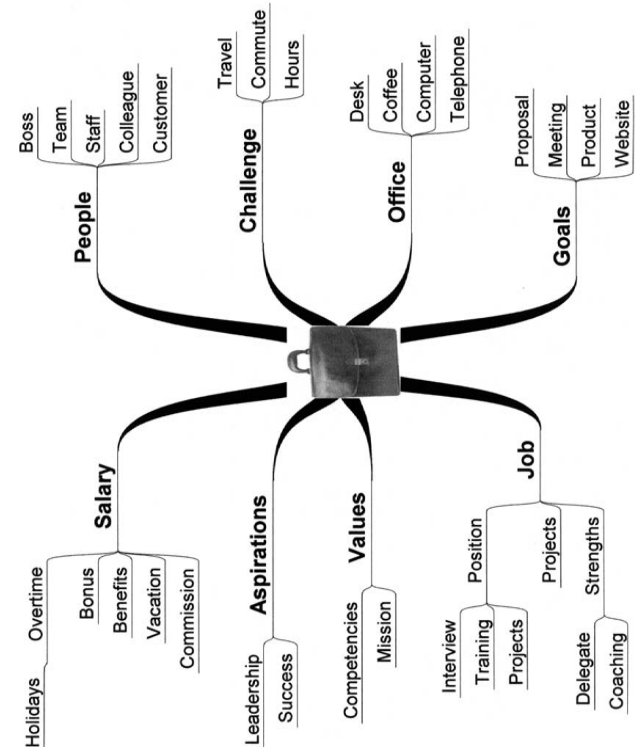 People
Boss
Team
Staff
Colleague
Customer
Challenge
Travel
Commute
Hours
Office
Desk
Coffee
Computer
Telephone
Goals
Proposal
Meeting
Product
Website
Salary
Overtime
Holidays
Bonus
Benefits
Vacation
Commission
Aspirations
Leadership
Success
Values
Competencies
Mission
Job
Position
Interview
Training
Projects
Projects
Strengths
Delegate
Coaching